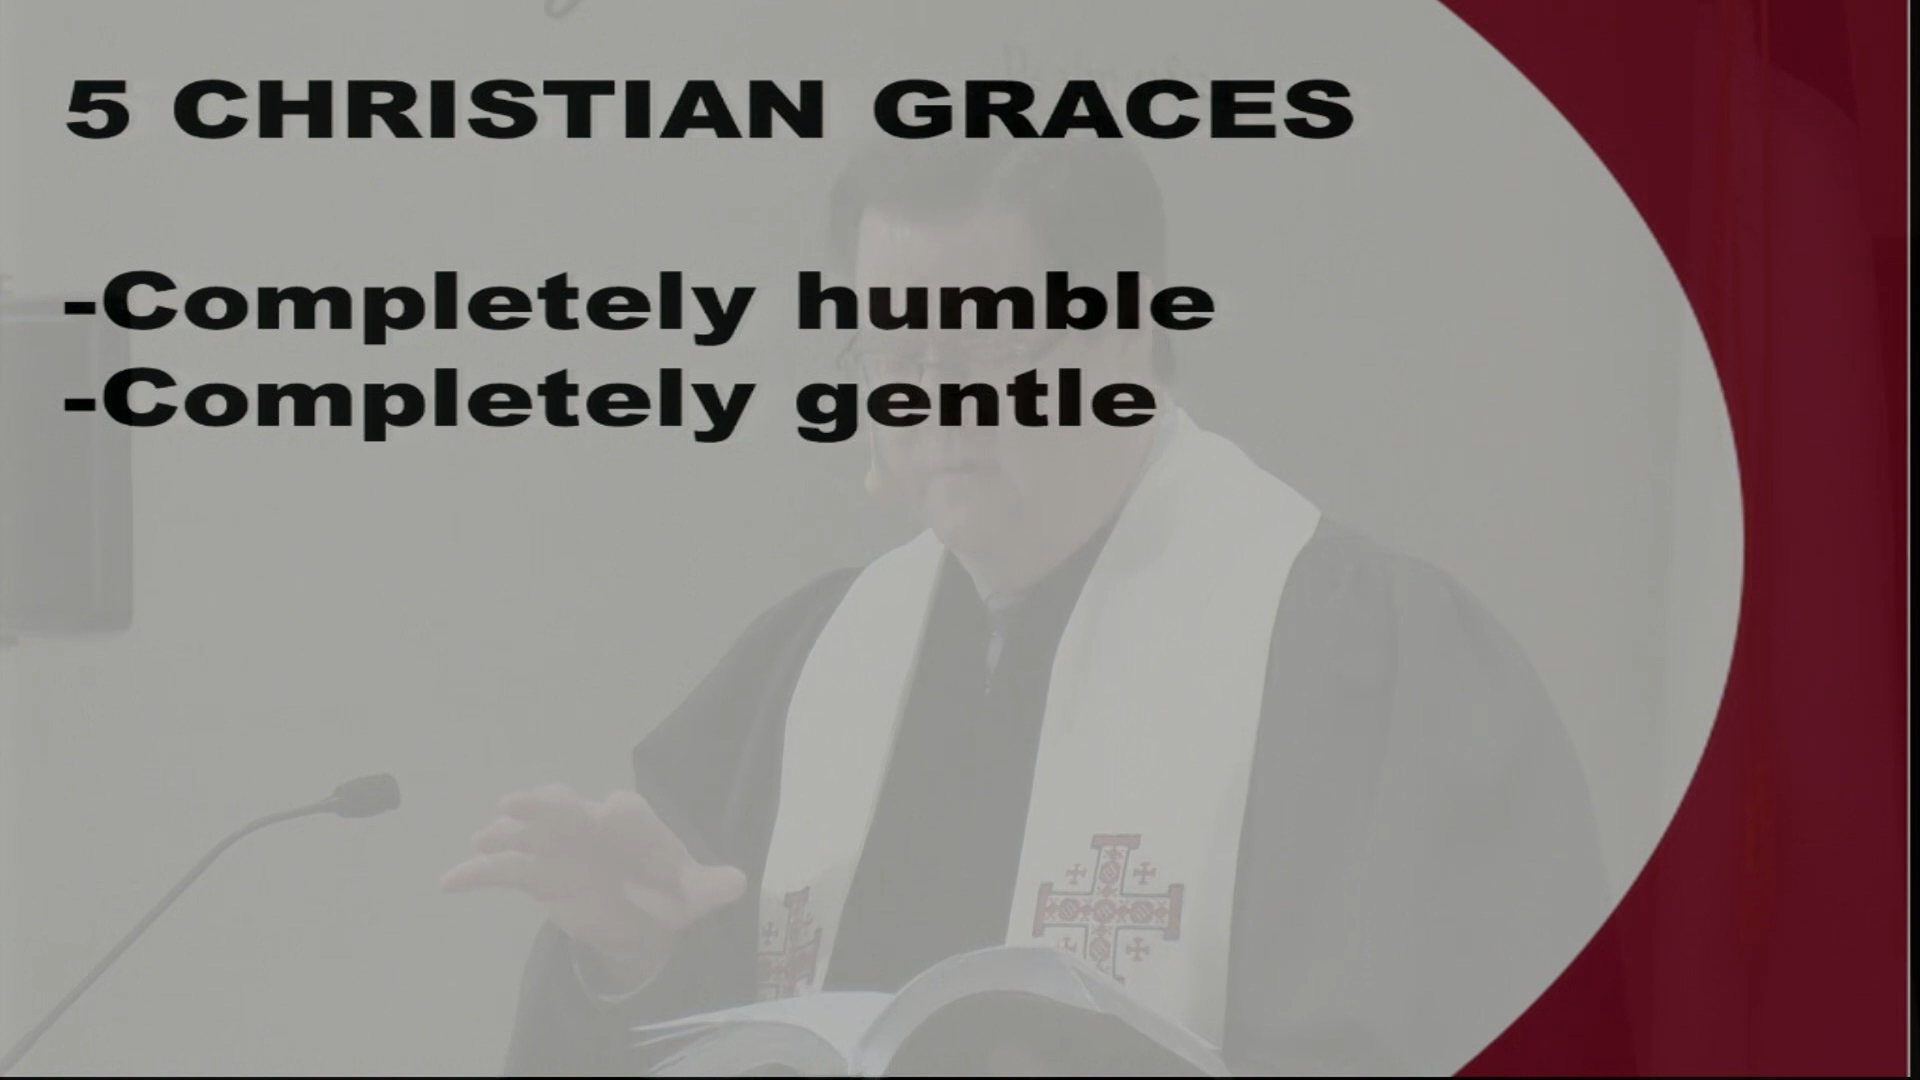 5 CHRISTIAN GRACES
-Completely humble
-Completely gentle